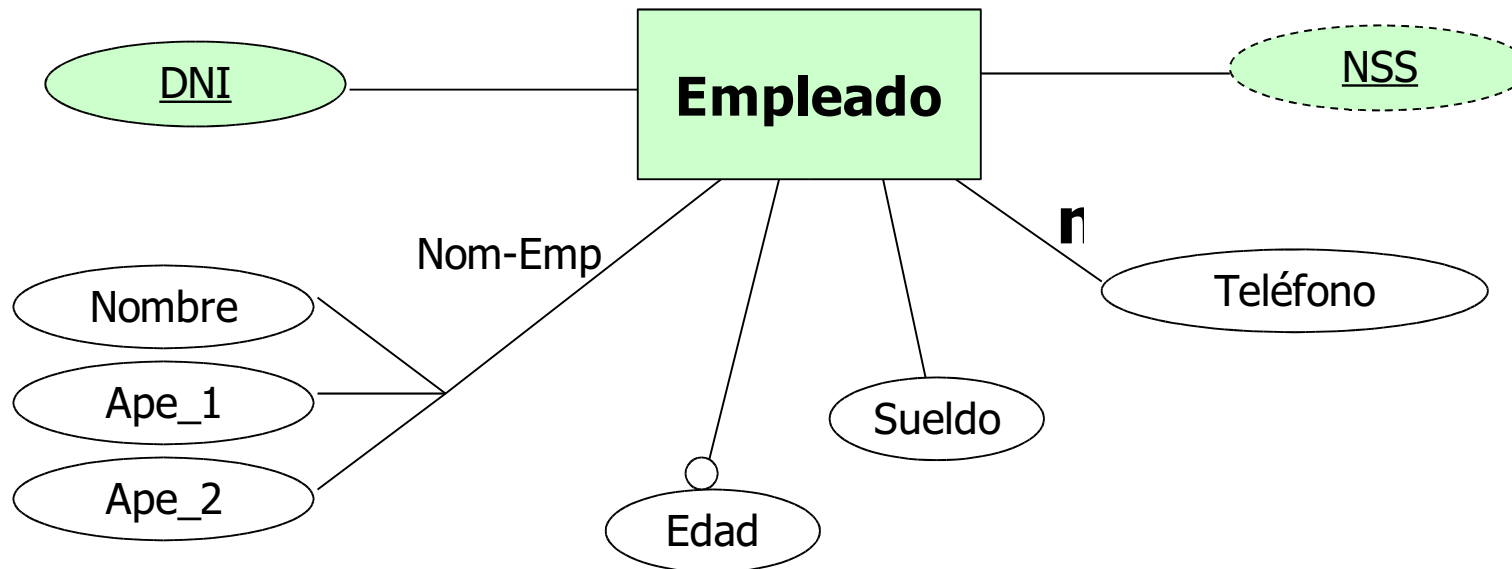 DNI
Empleado
NSS
Nom-Emp
Nombre
Ape_1
Ape_2
Edad
Sueldo
Teléfono